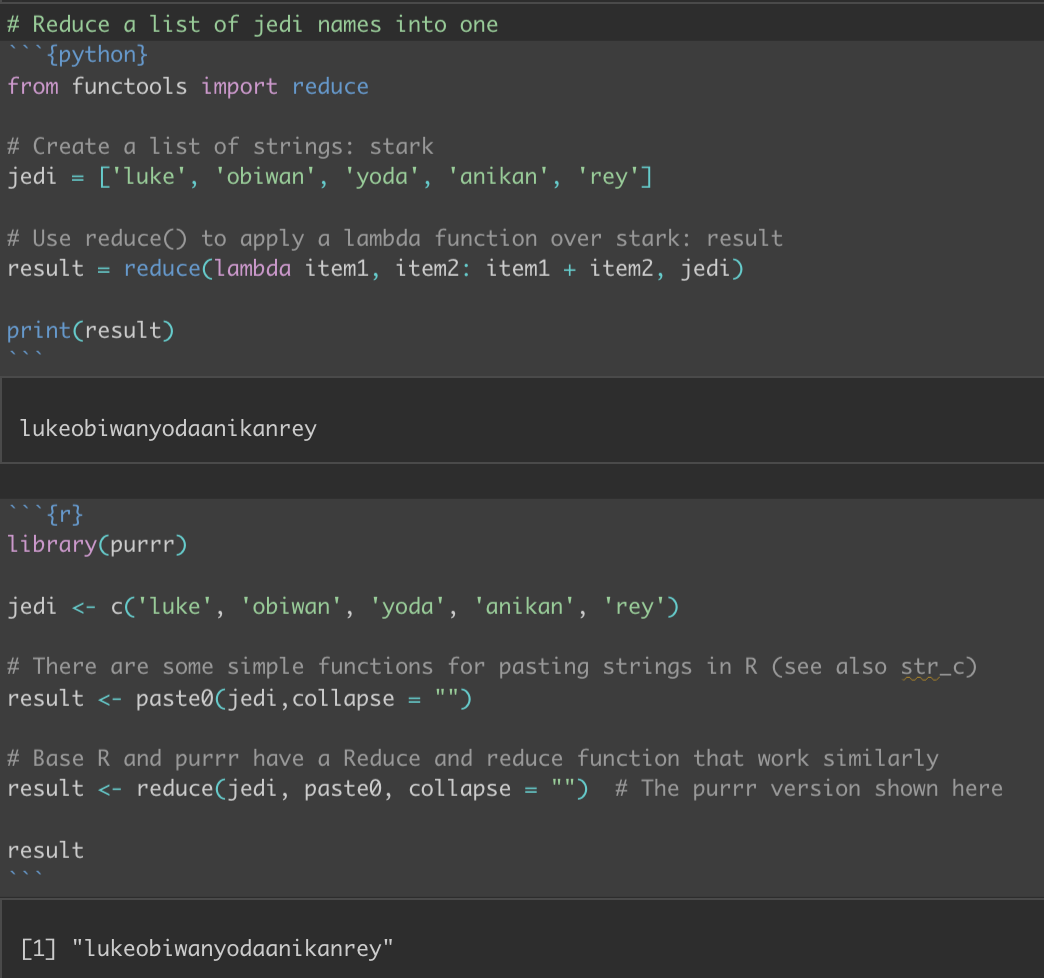 # Reduce a list of jedi names into one
```{python}
from functools import reduce
# Create a list of strings: stark
jedi = ['luke', 'obiwan', 'yoda', 'anikan', 'rey']
# Use reduce() to apply a lambda function over stark: result
result = reduce(lambda item1, item2: item1 + item2, jedi)
print(result)
```
lukeobiwanyodaanikanrey
```{r}
library(purrr)
jedi <- c('luke', 'obiwan', 'yoda', 'anikan', 'rey')
# There are some simple functions for pasting strings in R (see also str_c)
result <- paste0(jedi,collapse = "")
# Base R and purrr have a Reduce and reduce function that work similarly
result <- reduce(jedi, paste0, collapse = "")  # The purrr version shown here
result
```
[1] "lukeobiwanyodaanikanrey"